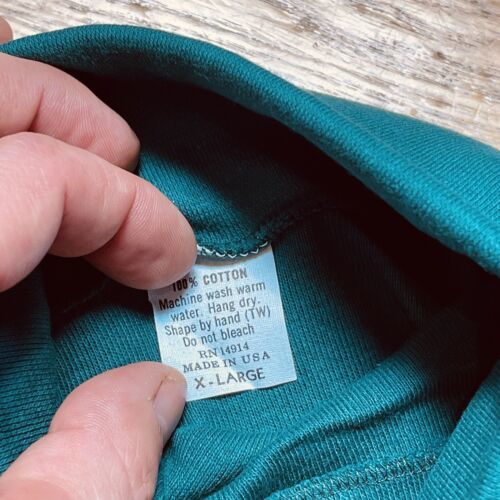 100% COTTON
Machine wash warm
water. Hang dry.
Shape by hand (TW)
Do not bleach
RN 14914
MADE IN USA
X-LARGE